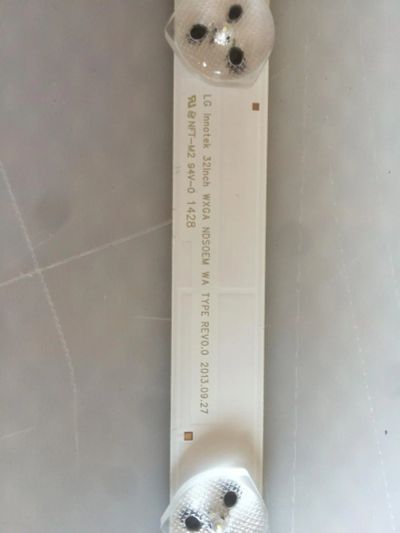 LG Innotek 32Inch WXGA NDSOEM WA TYPE REV0.0 2013.09.27
NFT-M2 94V-0 1428